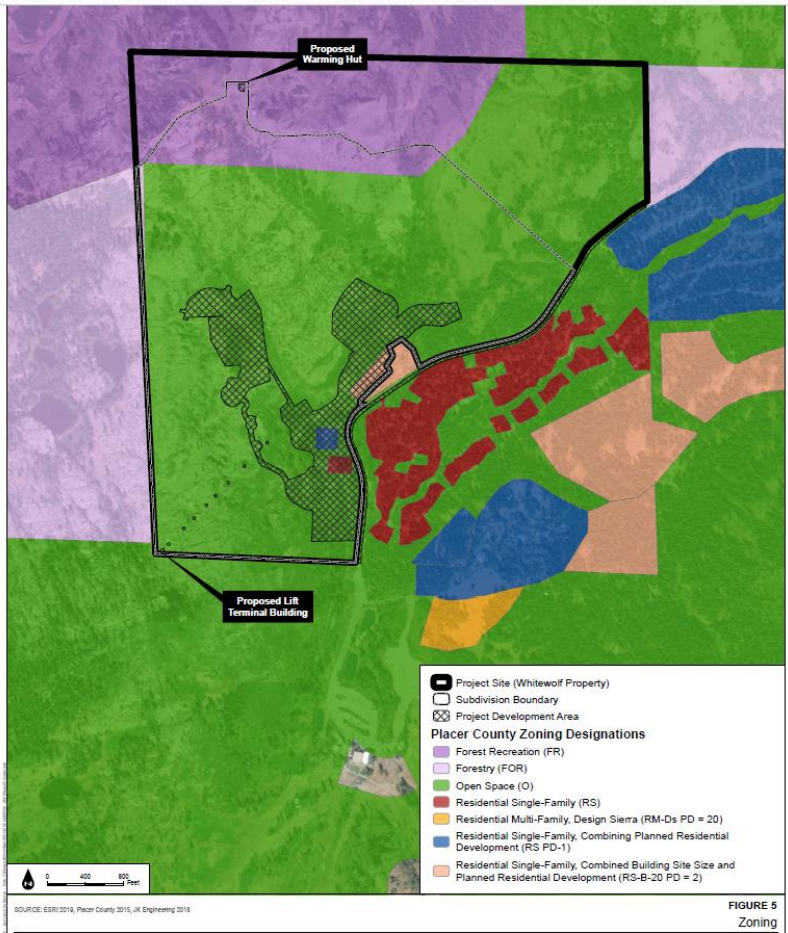 Proposed
Warming Hut
Proposed Lift
Terminal Building
Project Site (Whitewolf Property)
Subdivision Boundary
Project Development Area
Placer County Zoning Designations
Forest Recreation (FR)
Forestry (FOR)
Open Space (O)
Residential Single-Family (RS)
Residential Multi-Family, Design Sierra (RM-Ds PD = 20)
Residential Single-Family, Combining Planned Residential
Development (RS PD-1)
Residential Single-Family, Combined Building Site Size and
Planned Residential Development (RS-B-20 PD = 2)
N
0 400 800
Feet
SOURCE: ESRI 2019, Placer County 2015, JK Engineering 2018
FIGURE 5
Zoning